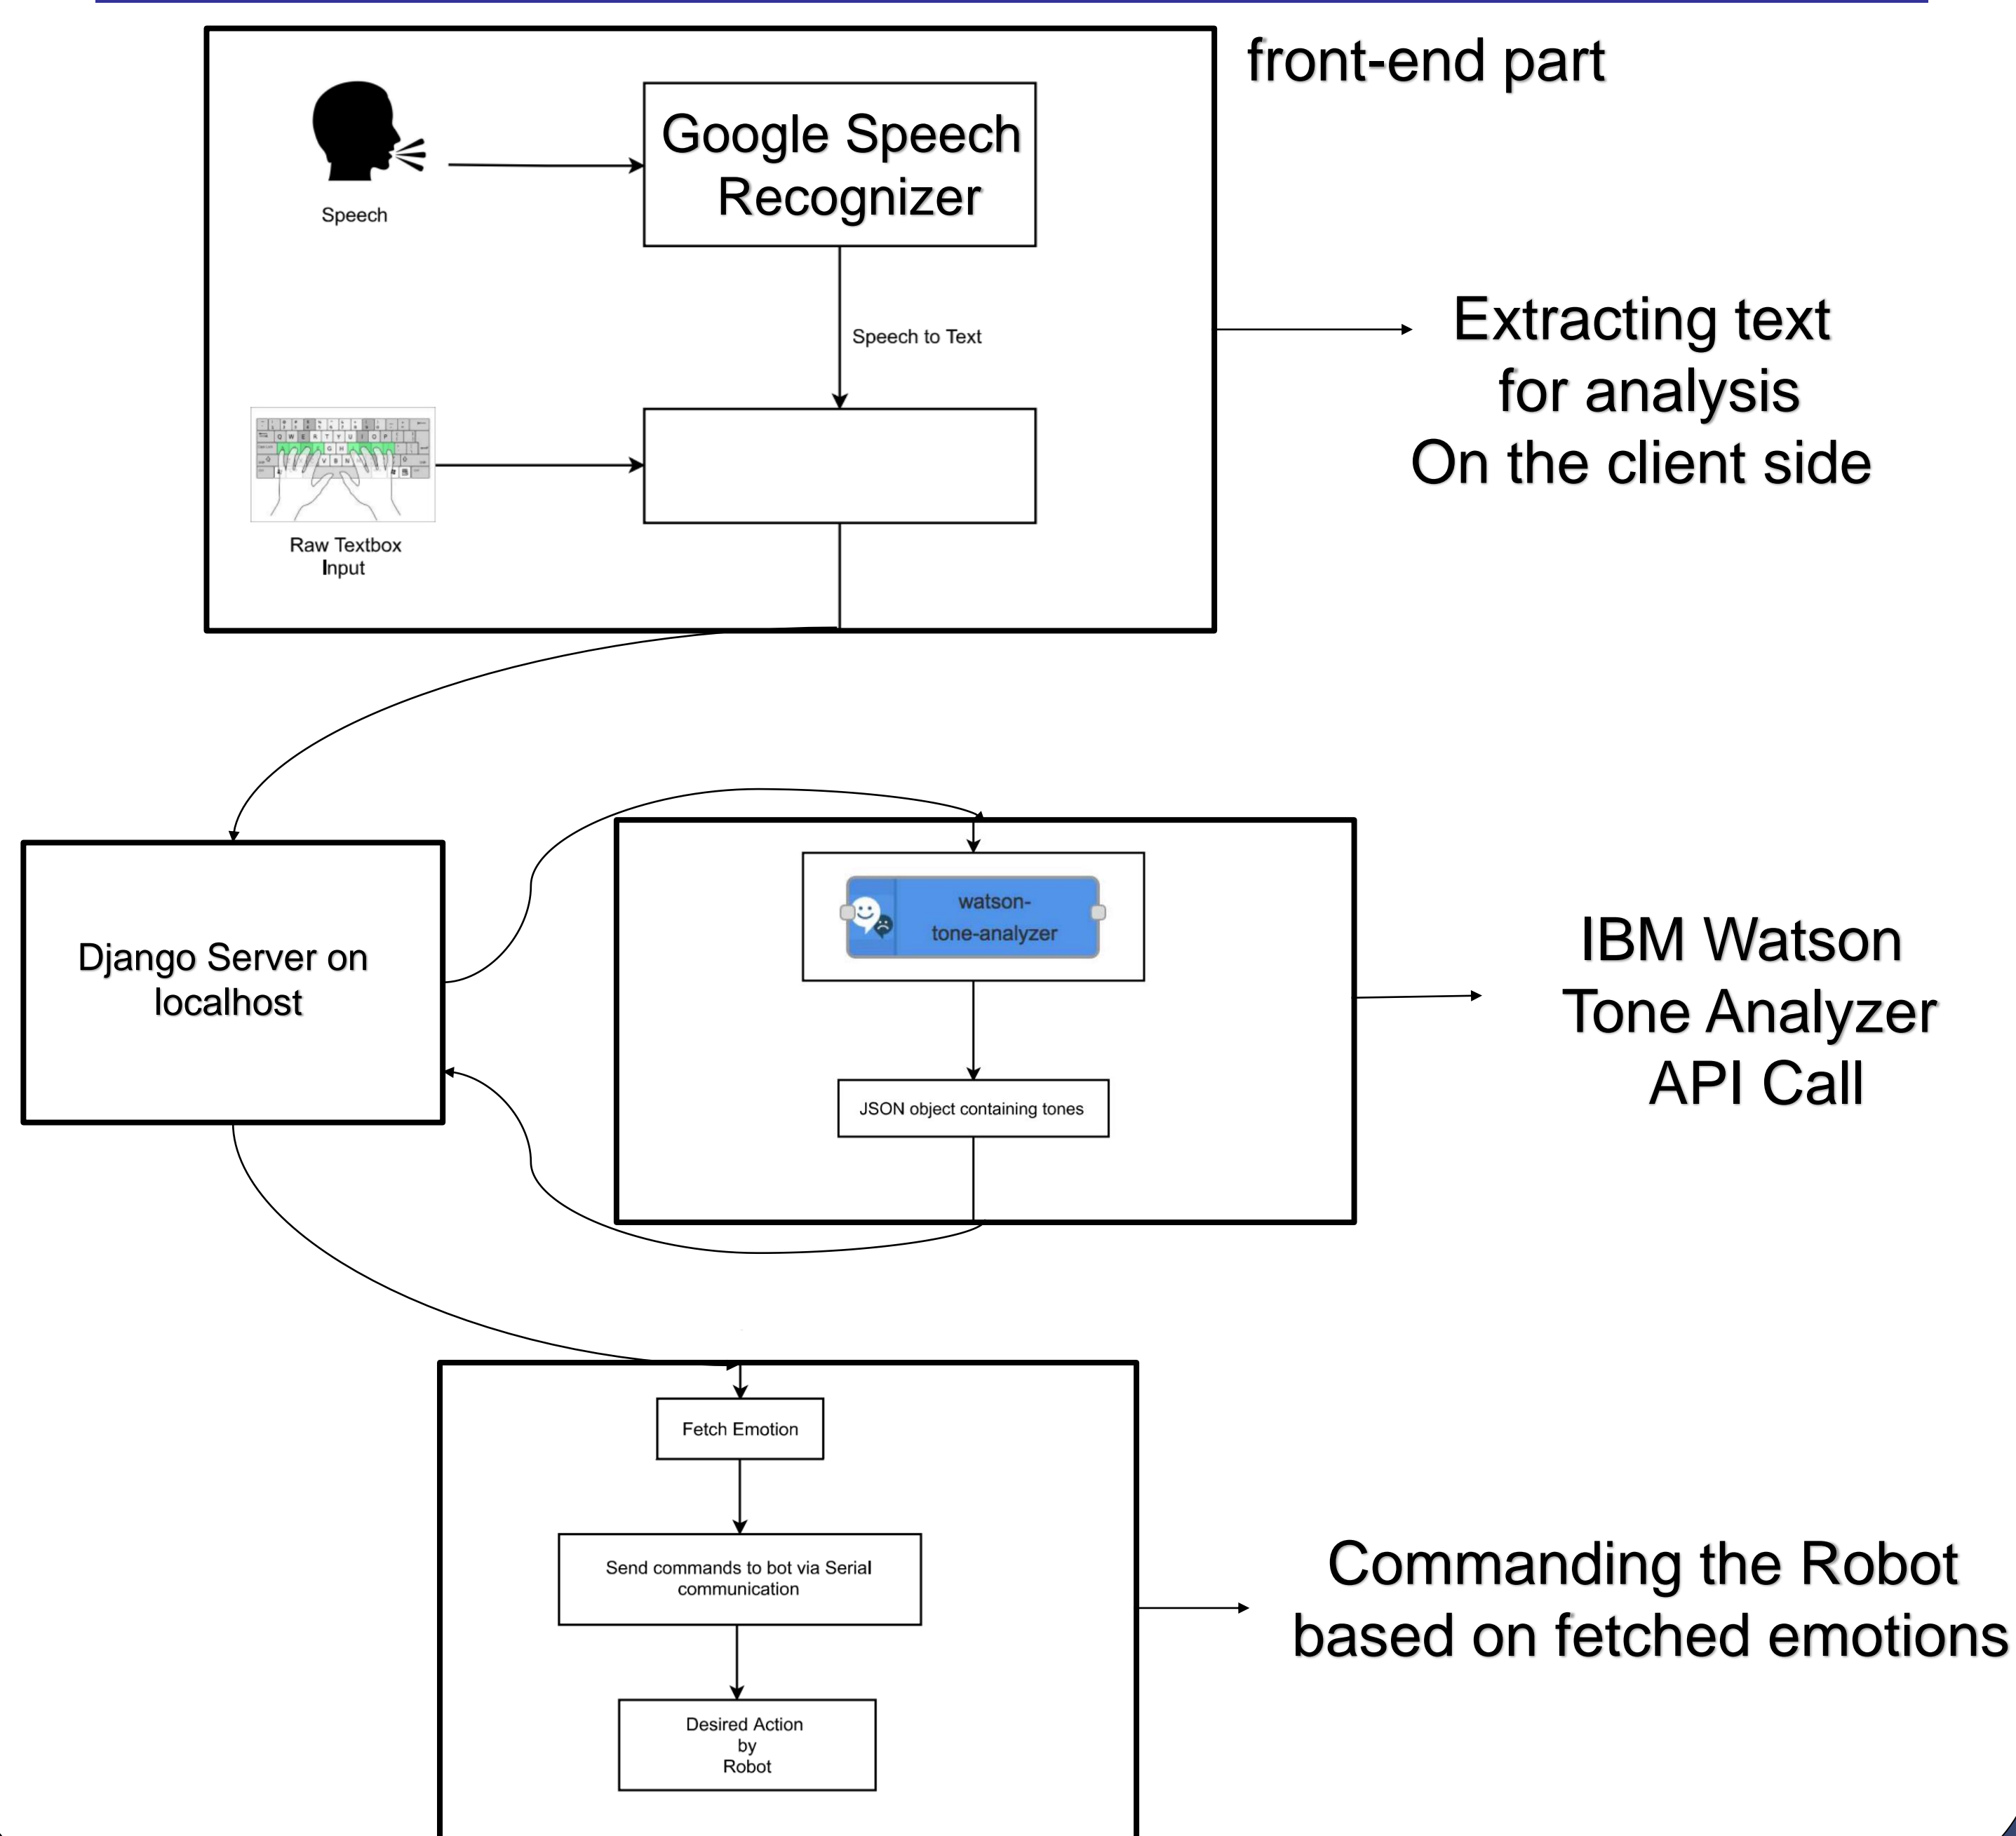 front-end part
Google Speech
Recognizer
Speech
Speech to Text
Extracting text
for analysis
On the client side
Q W E R T Y U I O P
G H
V B N
Raw Textbox
Input
Django Server on
localhost
watson-
tone-analyzer
JSON object containing tones
IBM Watson
Tone Analyzer
API Call
Fetch Emotion
Send commands to bot via Serial
communication
Desired Action
by
Robot
Commanding the Robot
based on fetched emotions